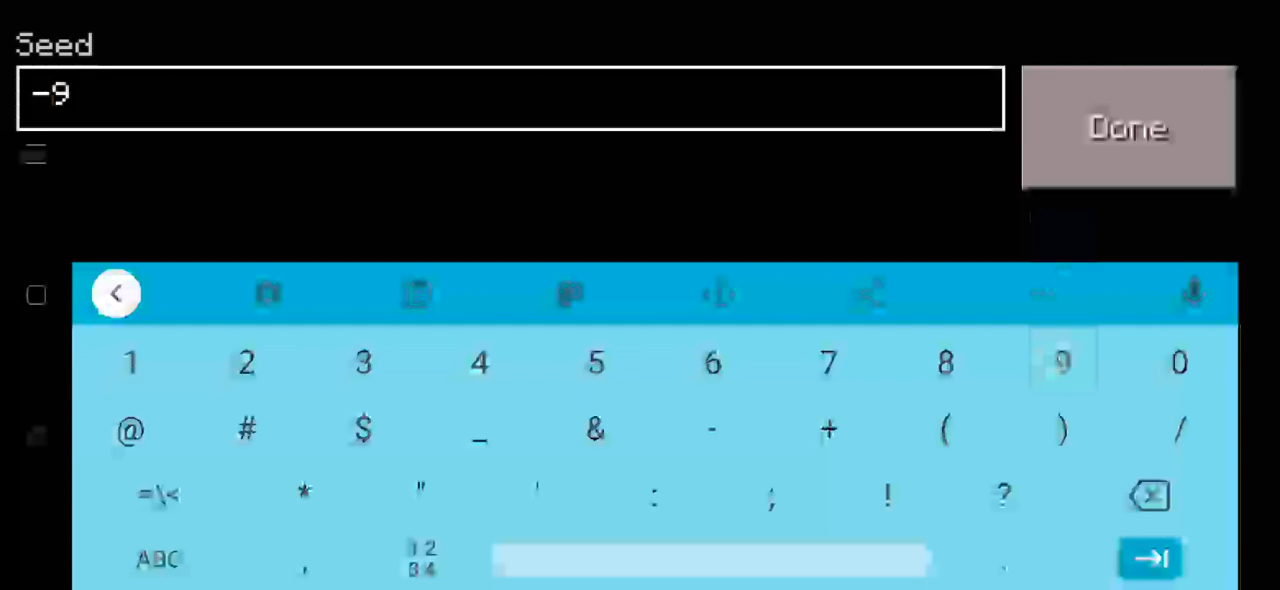 Seed
-9
Done
1 2 3 4 5 6 7 8 9 0
@ # $ _ & - + ( ) /
=\< * " ' : ; ! ?
ABC , 1 2 3 4 .